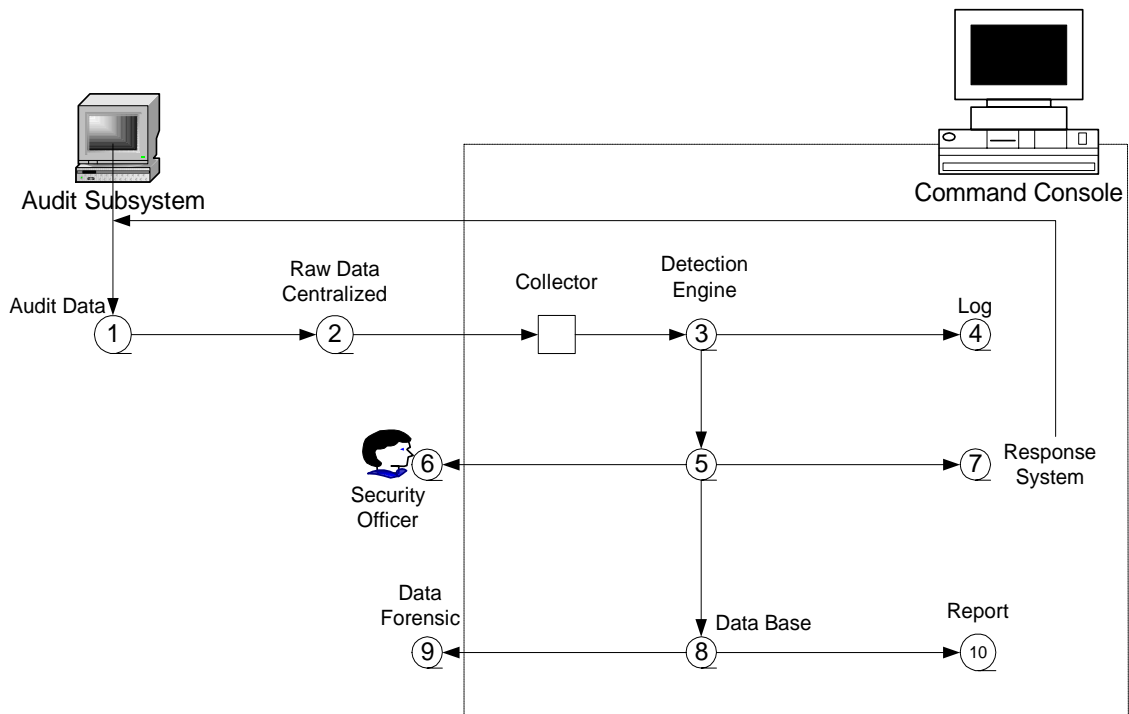 Command Console
Audit Subsystem
Audit Data
1
Raw Data
Centralized
2
Collector
Detection
Engine
3
Log
4
6
Security
Officer
5
7
Response
System
Data
Forensic
9
Data Base
8
Report
10